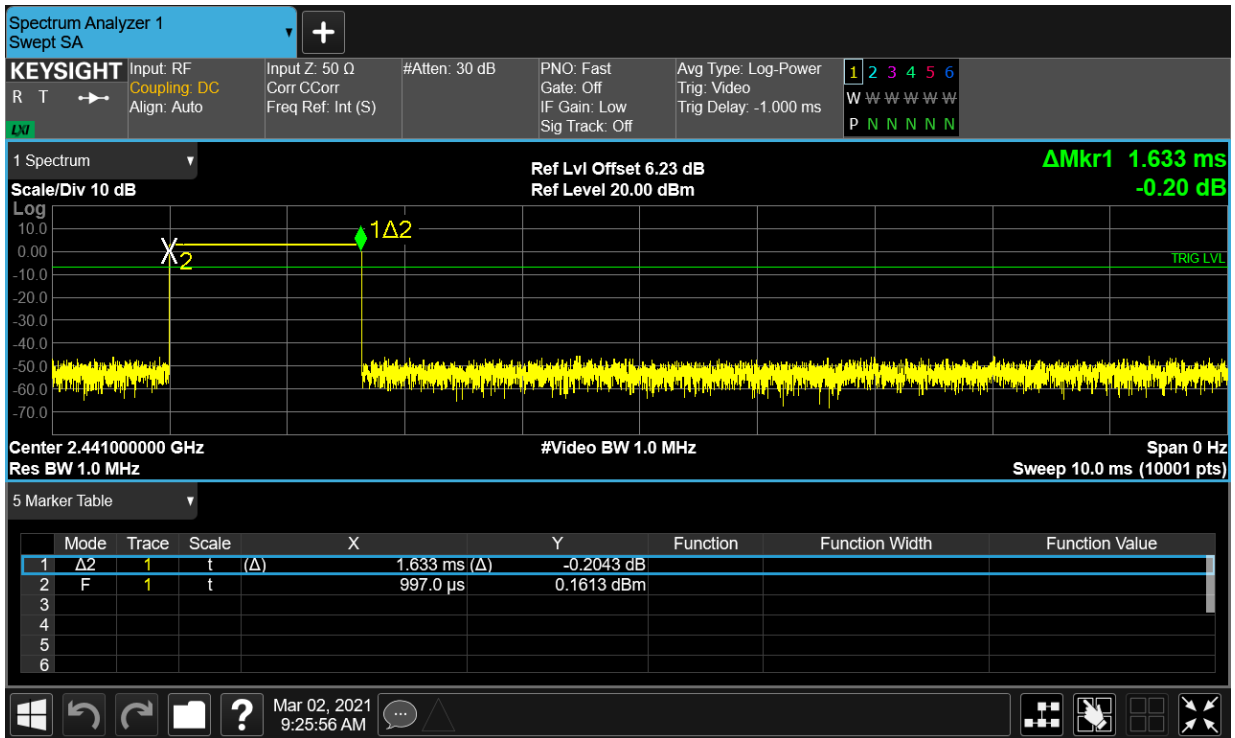 Spectrum Analyzer 1
Swept SA
▼
+
KEYSIGHT
R T
LXI
Input: RF
Coupling: DC
Align: Auto
Input Z: 50 Ω
Corr CCorr
Freq Ref: Int (S)
#Atten: 30 dB
PNO: Fast
Gate: Off
IF Gain: Low
Sig Track: Off
Avg Type: Log-Power
Trig: Video
Trig Delay: -1.000 ms
1 2 3 4 5 6
W W W W W W
P N N N N N
1 Spectrum ▼
Scale/Div 10 dB
Ref Lvl Offset 6.23 dB
Ref Level 20.00 dBm
ΔMkr1 1.633 ms
-0.20 dB
Log
10.0
0.00
-10.0
-20.0
-30.0
-40.0
-50.0
-60.0
-70.0
1Δ2
X2
TRIG LVL
Center 2.441000000 GHz
Res BW 1.0 MHz
#Video BW 1.0 MHz
Span 0 Hz
Sweep 10.0 ms (10001 pts)
5 Marker Table ▼
Mode Trace Scale X Y Function Function Width Function Value
1 Δ2 1 t (Δ) 1.633 ms (Δ) -0.2043 dB
2 F 1 t 997.0 µs 0.1613 dBm
3
4
5
6
?
Mar 02, 2021
9:25:56 AM
...